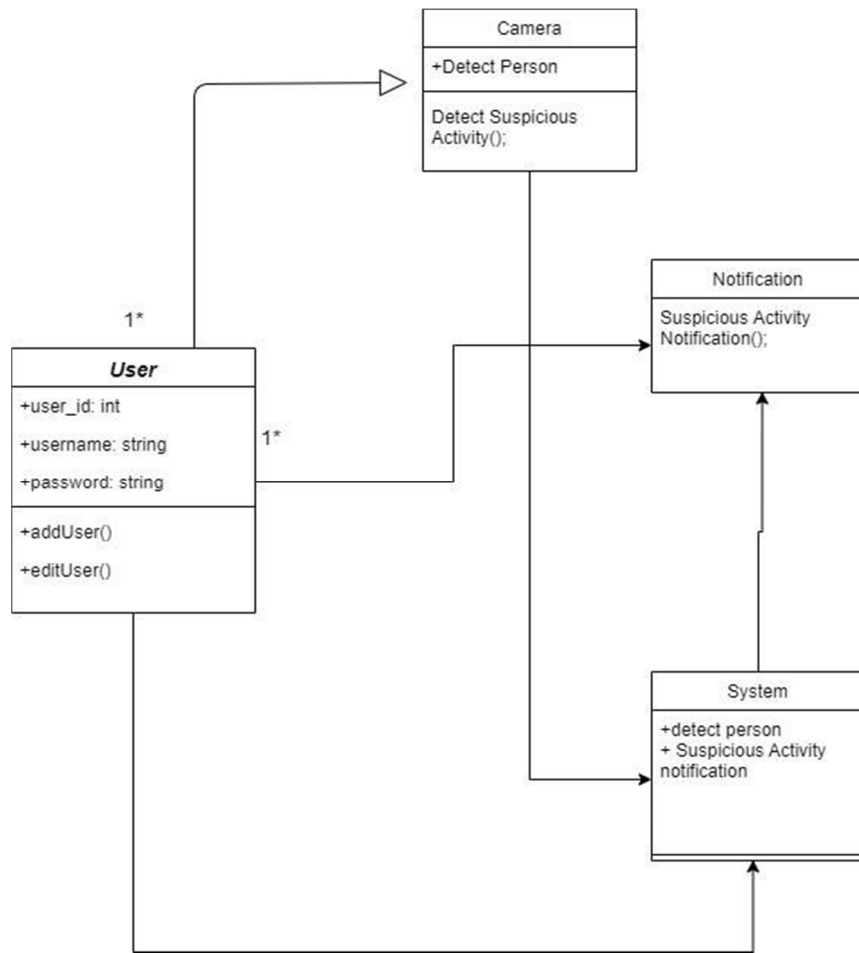 Camera
+Detect Person
Detect Suspicious
Activity();
Notification
Suspicious Activity
Notification();
1*
User
+user_id: int
+username: string
+password: string
+addUser()
+editUser()
1*
System
+detect person
+ Suspicious Activity
notification